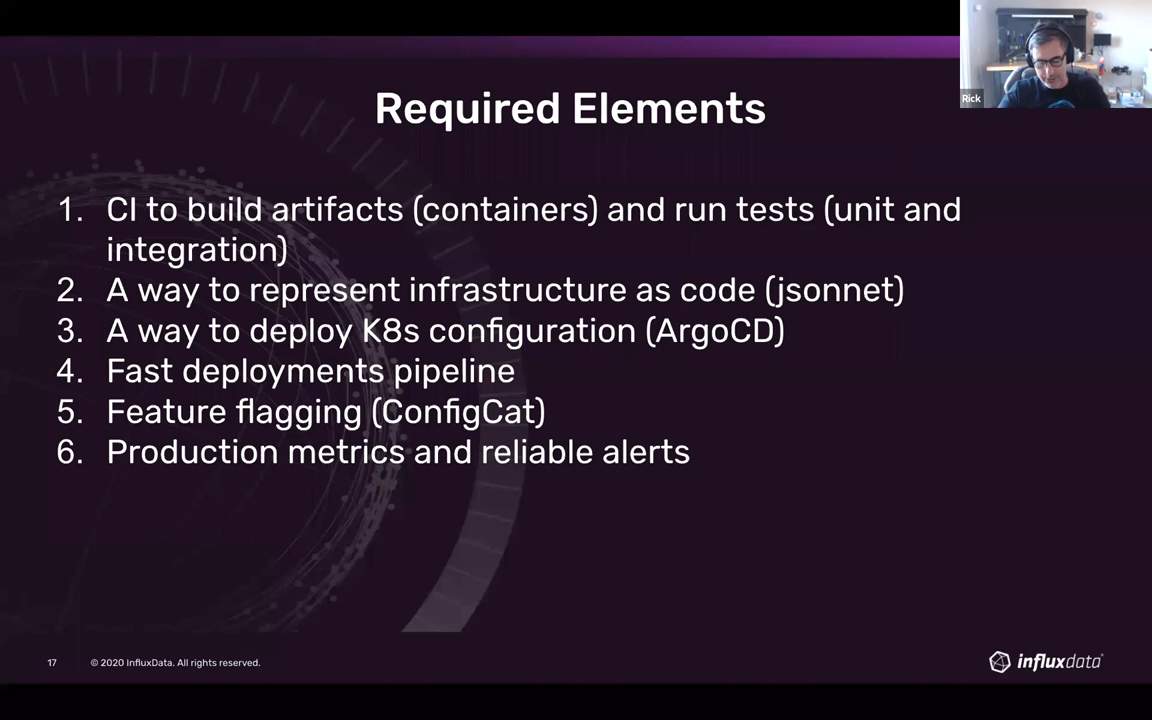 Rick
Required Elements
1. CI to build artifacts (containers) and run tests (unit and
integration)
2. A way to represent infrastructure as code (jsonnet)
3. A way to deploy K8s configuration (ArgoCD)
4. Fast deployments pipeline
5. Feature flagging (ConfigCat)
6. Production metrics and reliable alerts
17 © 2020 InfluxData. All rights reserved.
influxdata